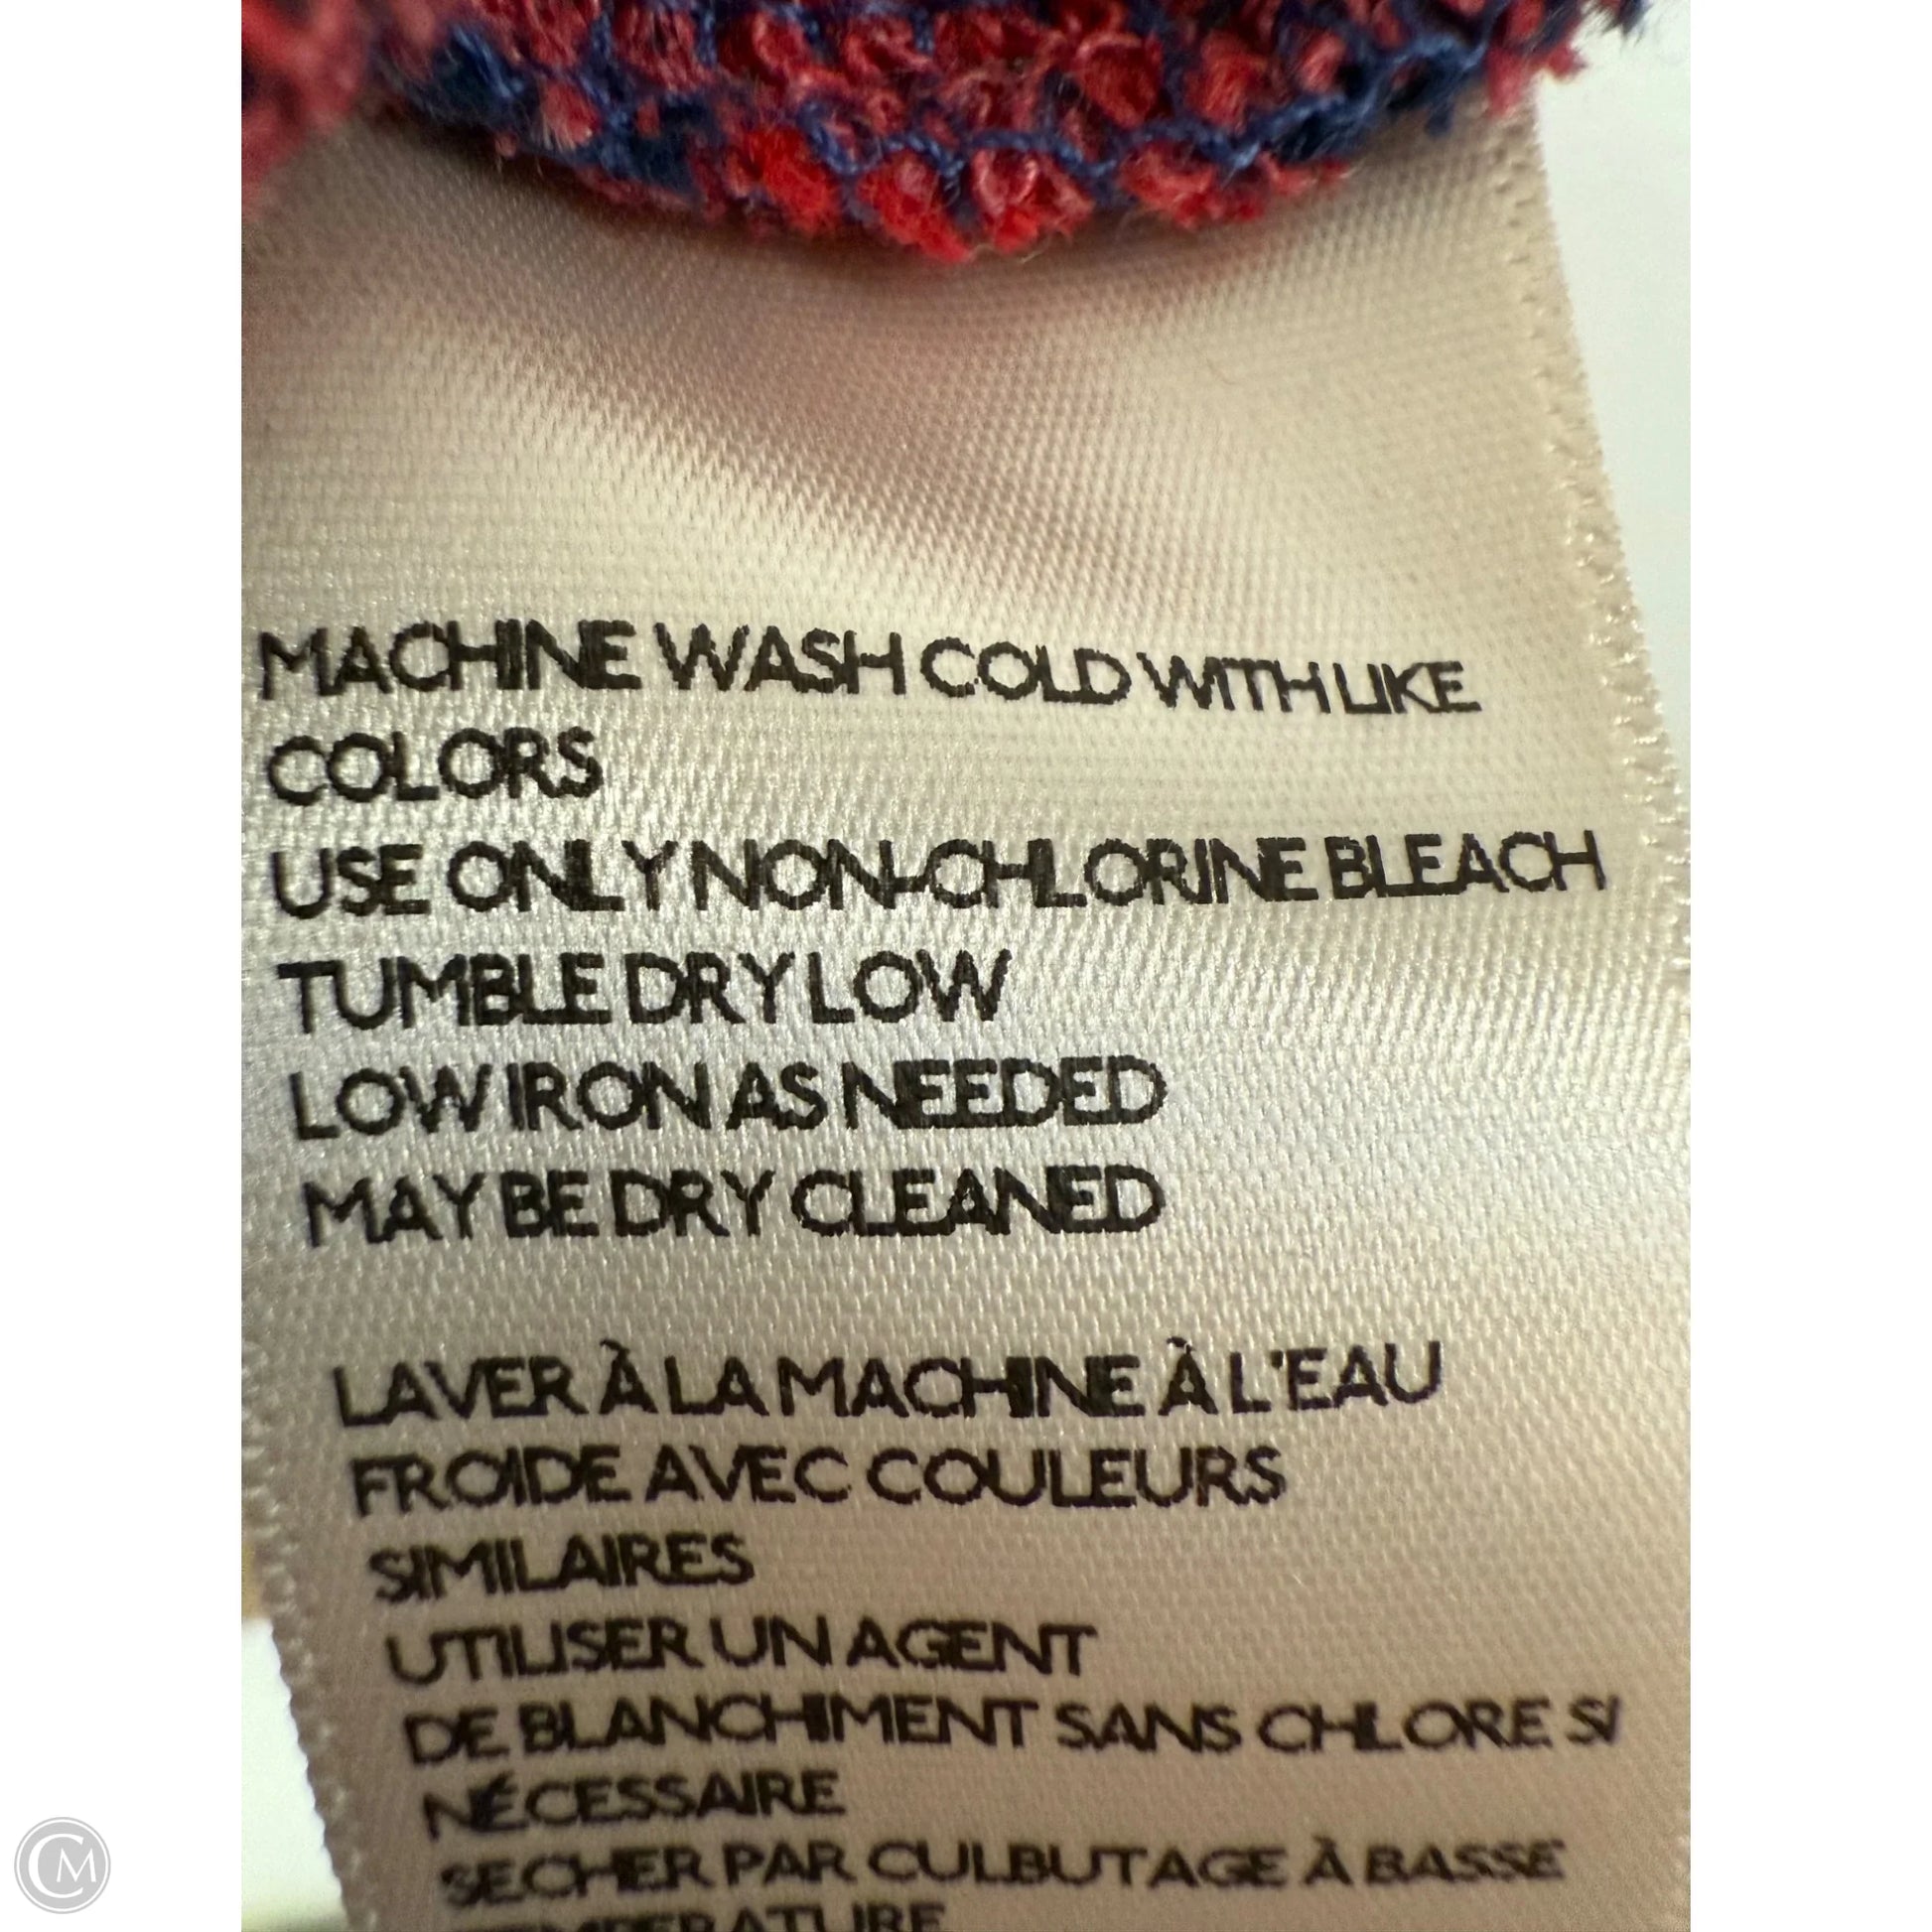 MACHINE WASH COLD WITH LIKE
COLORS
USE ONLY NON-CHLORINE BLEACH
TUMBLE DRY LOW
LOW IRON AS NEEDED
MAY BE DRY CLEANED
LAVER À LA MACHINE À L'EAU
FROIDE AVEC COULEURS
SIMILAIRES
UTILISER UN AGENT
DE BLANCHIMENT SANS CHLORE SI
NÉCESSAIRE
SECHER PAR CULBUTAGE À BASSE
TEMPERATURE
CM